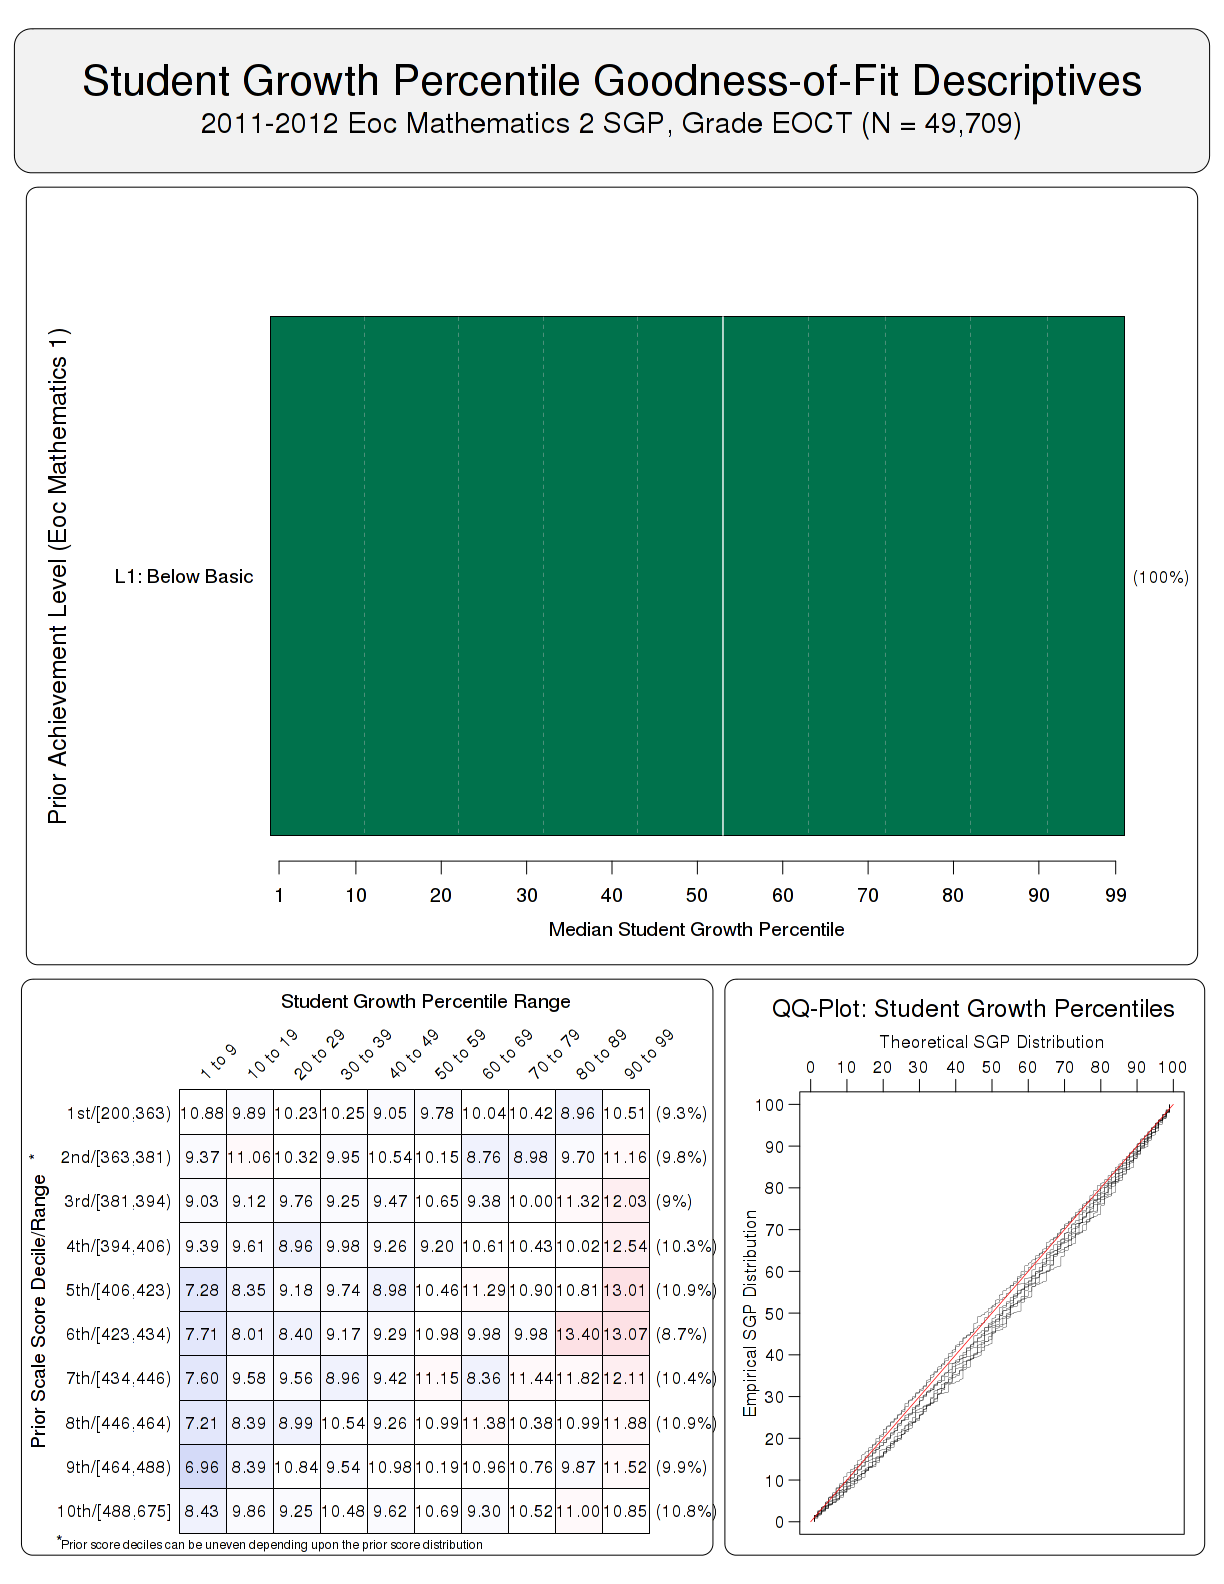 Student Growth Percentile Goodness-of-Fit Descriptives
2011-2012 Eoc Mathematics 2 SGP, Grade EOCT (N = 49,709)
Prior Achievement Level (Eoc Mathematics 1)
L1: Below Basic
(100%)
1 10 20 30 40 50 60 70 80 90 99
Median Student Growth Percentile
Student Growth Percentile Range
1 to 9 10 to 19 20 to 29 30 to 39 40 to 49 50 to 59 60 to 69 70 to 79 80 to 89 90 to 99
Prior Scale Score Decile/Range *
1st/[200,363) 10.88 9.89 10.23 10.25 9.05 9.78 10.04 10.42 8.96 10.51 (9.3%)
2nd/[363,381) 9.37 11.06 10.32 9.95 10.54 10.15 8.76 8.98 9.70 11.16 (9.8%)
3rd/[381,394) 9.03 9.12 9.76 9.25 9.47 10.65 9.38 10.00 11.32 12.03 (9%)
4th/[394,406) 9.39 9.61 8.96 9.98 9.26 9.20 10.61 10.43 10.02 12.54 (10.3%)
5th/[406,423) 7.28 8.35 9.18 9.74 8.98 10.46 11.29 10.90 10.81 13.01 (10.9%)
6th/[423,434) 7.71 8.01 8.40 9.17 9.29 10.98 9.98 9.98 13.40 13.07 (8.7%)
7th/[434,446) 7.60 9.58 9.56 8.96 9.42 11.15 8.36 11.44 11.82 12.11 (10.4%)
8th/[446,464) 7.21 8.39 8.99 10.54 9.26 10.99 11.38 10.38 10.99 11.88 (10.9%)
9th/[464,488) 6.96 8.39 10.84 9.54 10.98 10.19 10.96 10.76 9.87 11.52 (9.9%)
10th/[488,675] 8.43 9.86 9.25 10.48 9.62 10.69 9.30 10.52 11.00 10.85 (10.8%)
*Prior score deciles can be uneven depending upon the prior score distribution
QQ-Plot: Student Growth Percentiles
Theoretical SGP Distribution
0 10 20 30 40 50 60 70 80 90 100
Empirical SGP Distribution
100
90
80
70
60
50
40
30
20
10
0